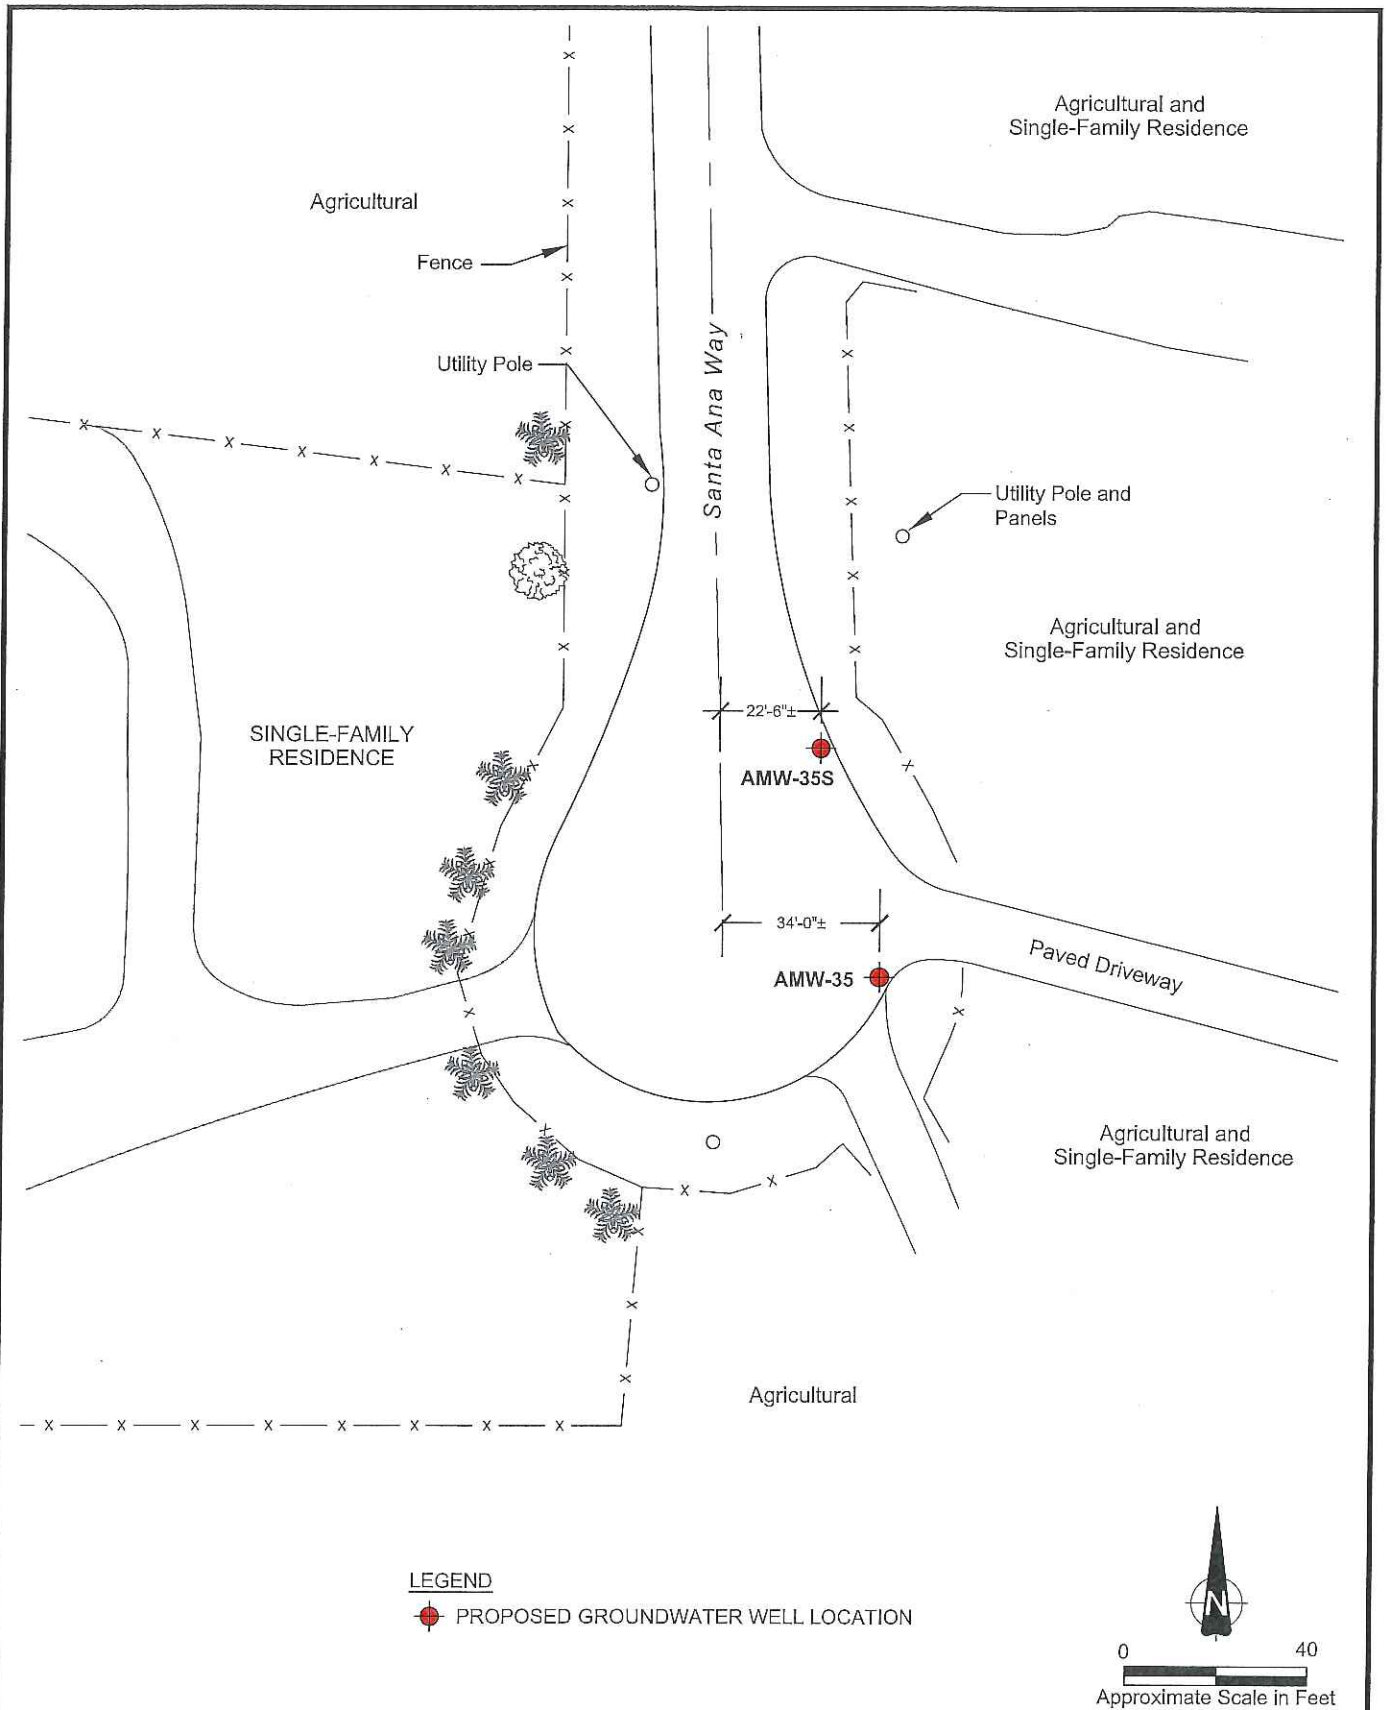 Agricultural and
Single-Family Residence
Agricultural
Fence
Utility Pole
Santa Ana Way
Utility Pole and
Panels
Agricultural and
Single-Family Residence
22'-6"±
SINGLE-FAMILY
RESIDENCE
AMW-35S
34'-0"±
Paved Driveway
AMW-35
Agricultural and
Single-Family Residence
Agricultural
LEGEND
PROPOSED GROUNDWATER WELL LOCATION
N
0 40
Approximate Scale in Feet